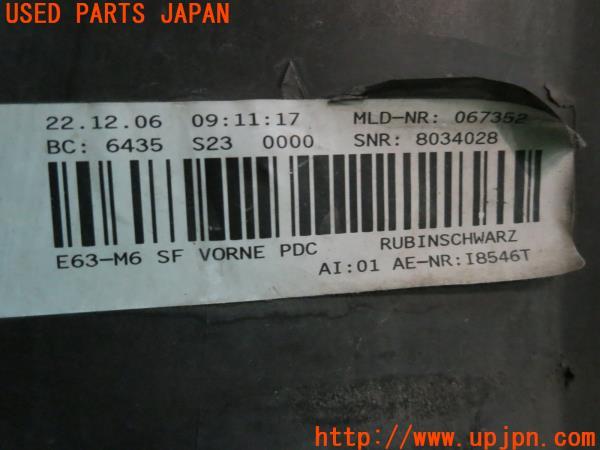 USED PARTS JAPAN
22.12.06 09:11:17 MLD-NR: 067352
BC: 6435 S23 0000 SNR: 8034028
E63-M6 SF VORNE PDC RUBINSCHWARZ
AI:01 AE-NR:I8546T
http://www.upjpn.com/